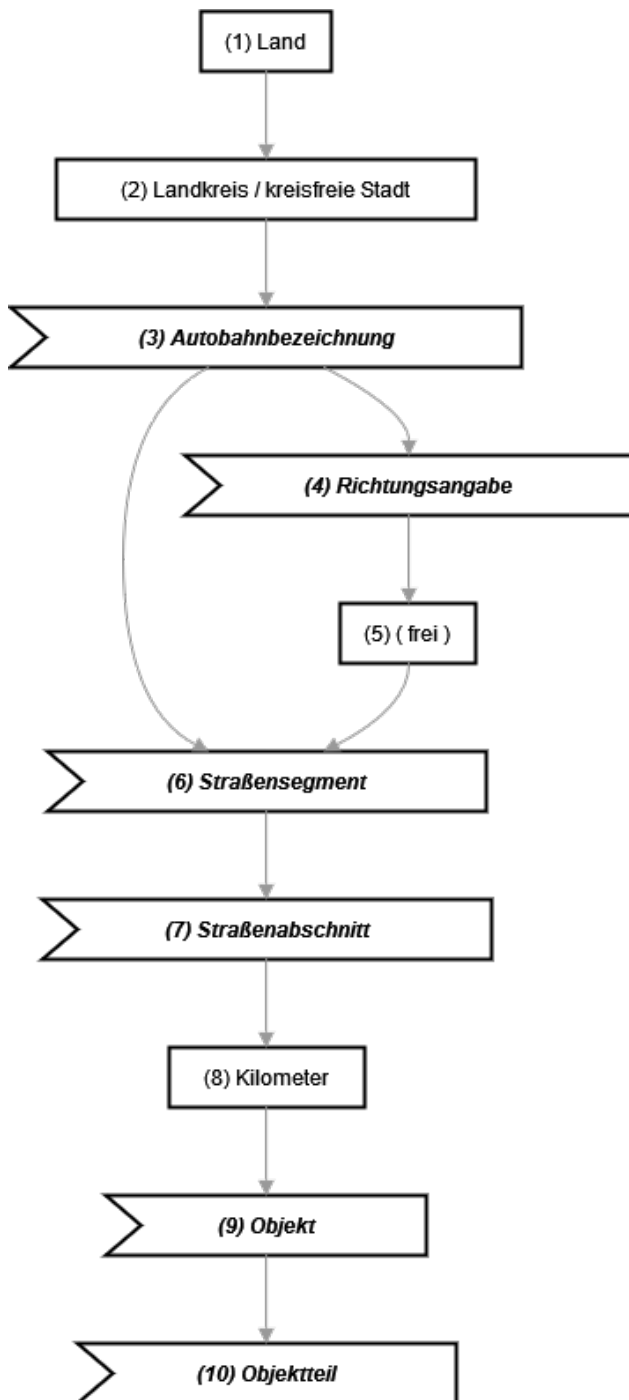 (1) Land
(2) Landkreis / kreisfreie Stadt
(3) Autobahnbezeichnung
(4) Richtungsangabe
(5) ( frei )
(6) Straßensegment
(7) Straßenabschnitt
(8) Kilometer
(9) Objekt
(10) Objektteil